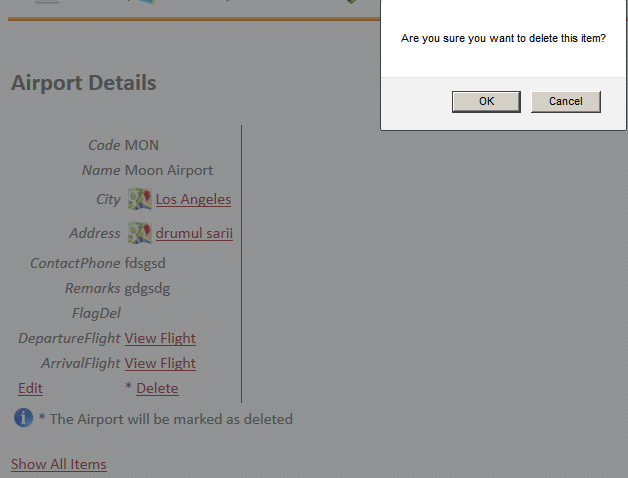 Are you sure you want to delete this item?
OK Cancel
Airport Details
Code MON
Name Moon Airport
City Los Angeles
Address drumul sarii
ContactPhone fdsgsd
Remarks gdgsdg
FlagDel
DepartureFlight View Flight
ArrivalFlight View Flight
Edit * Delete
* The Airport will be marked as deleted
Show All Items